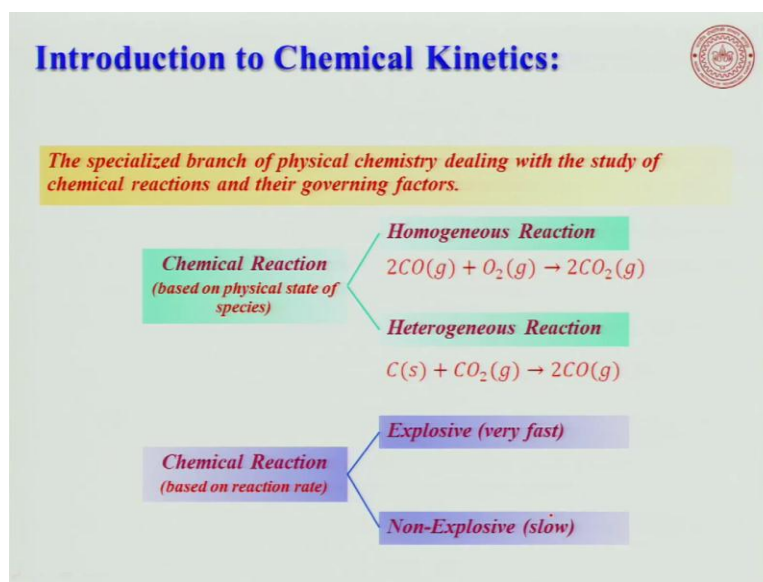 Introduction to Chemical Kinetics:
The specialized branch of physical chemistry dealing with the study of
chemical reactions and their governing factors.
Chemical Reaction
(based on physical state of
species)
Homogeneous Reaction
2CO(g) + O₂(g) → 2CO₂(g)
Heterogeneous Reaction
C(s) + CO₂(g) → 2CO(g)
Chemical Reaction
(based on reaction rate)
Explosive (very fast)
Non-Explosive (slow)